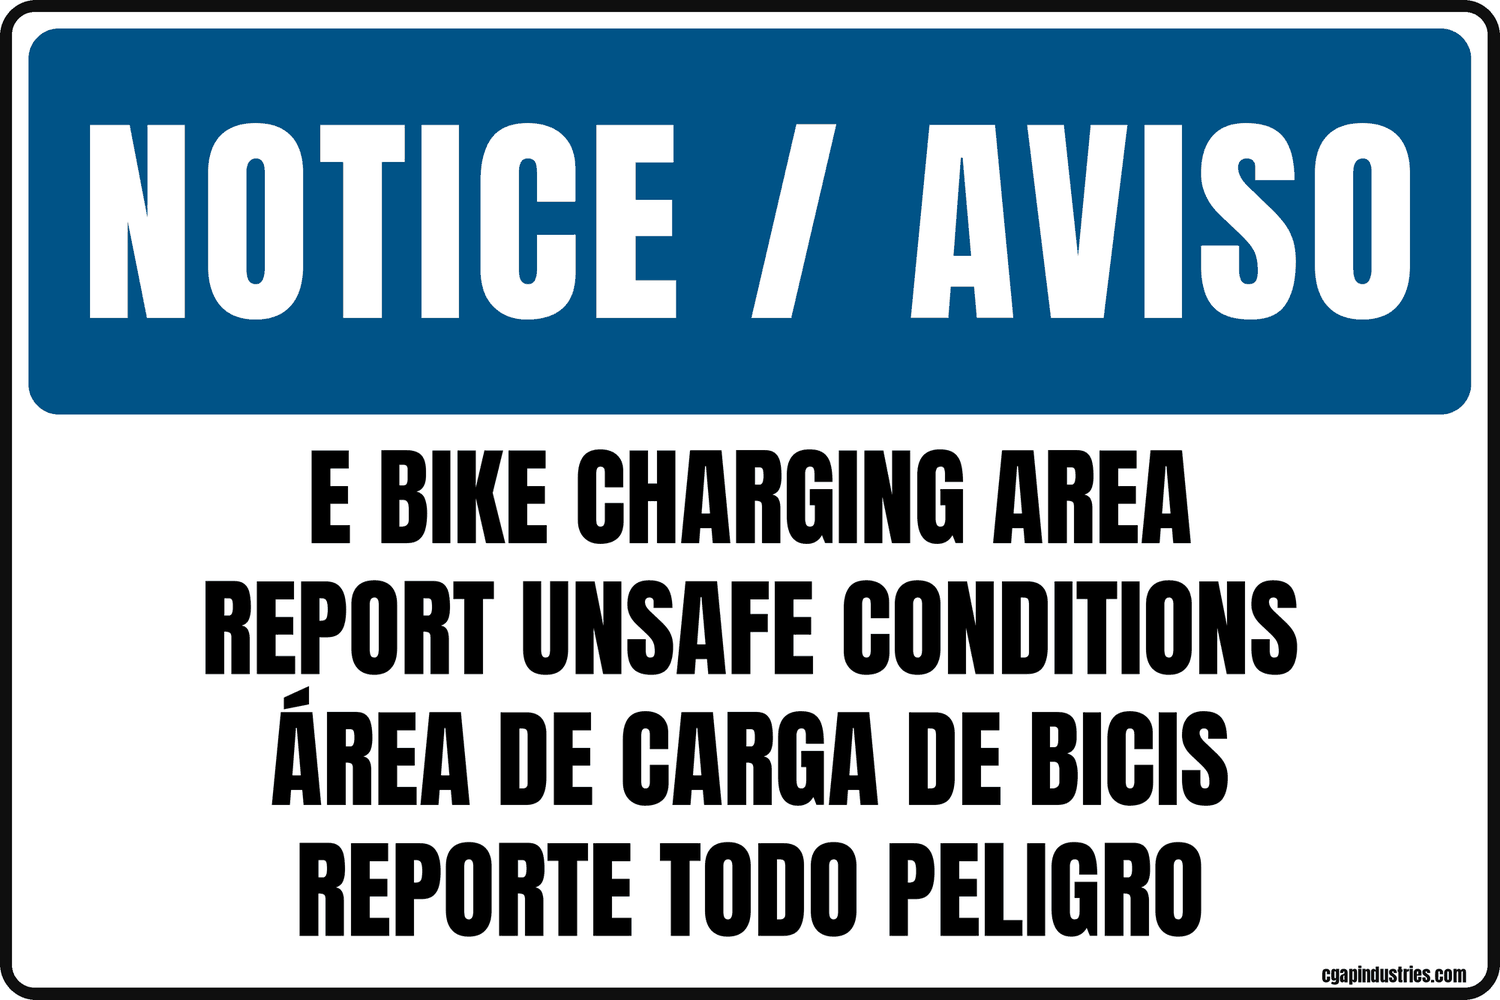 NOTICE / AVISO
E BIKE CHARGING AREA
REPORT UNSAFE CONDITIONS
ÁREA DE CARGA DE BICIS
REPORTE TODO PELIGRO
cgapindustries.com